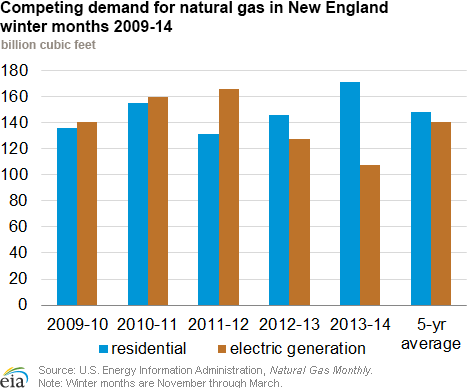 Competing demand for natural gas in New England
winter months 2009-14
billion cubic feet
180
160
140
120
100
80
60
40
20
0
2009-10 2010-11 2011-12 2012-13 2013-14 5-yr
average
residential electric generation
eia
Source: U.S. Energy Information Administration, Natural Gas Monthly.
Note: Winter months are November through March.